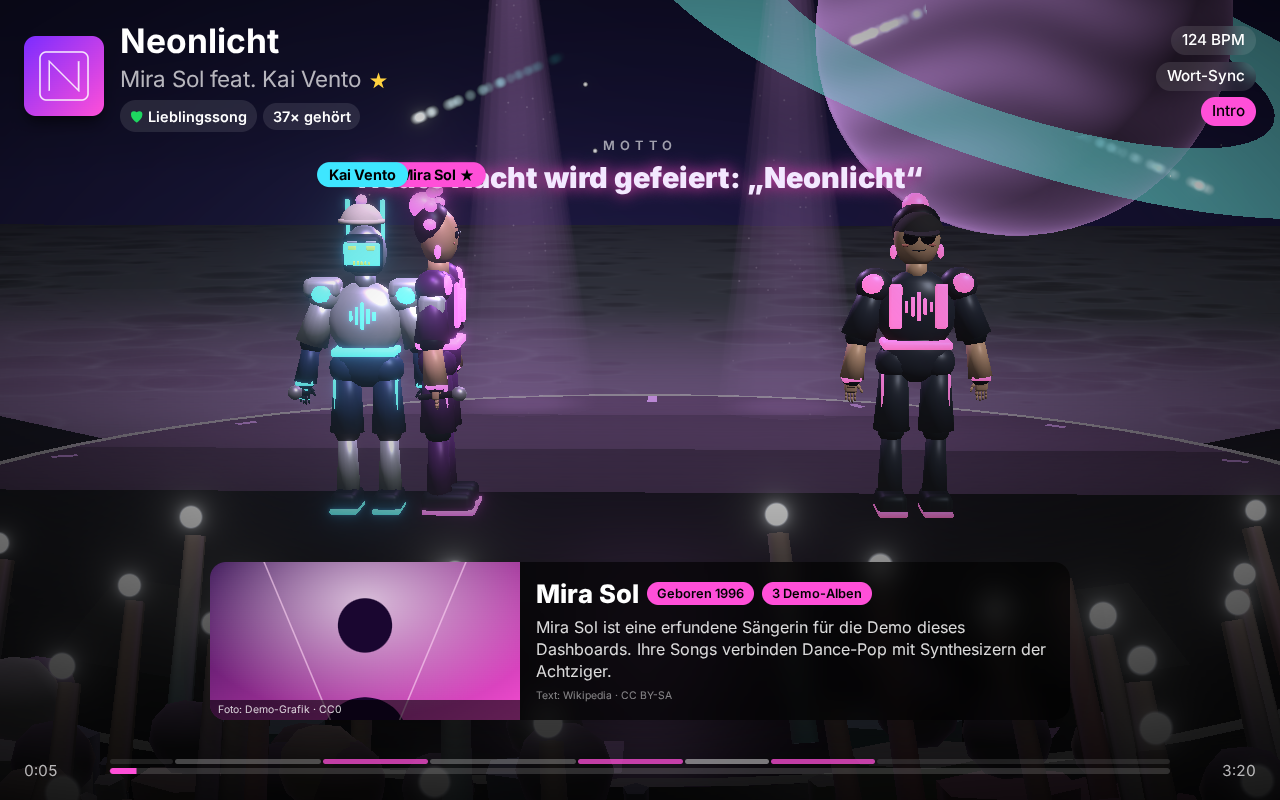 Neonlicht
Mira Sol feat. Kai Vento ★
Lieblingssong
37× gehört
124 BPM
Wort-Sync
Intro
MOTTO
Kai Vento
Mira Sol ★
acht wird gefeiert: „Neonlicht“
Mira Sol
Geboren 1996
3 Demo-Alben
Mira Sol ist eine erfundene Sängerin für die Demo dieses
Dashboards. Ihre Songs verbinden Dance-Pop mit Synthesizern der
Achtziger.
Text: Wikipedia · CC BY-SA
Foto: Demo-Grafik · CC0
0:05
3:20